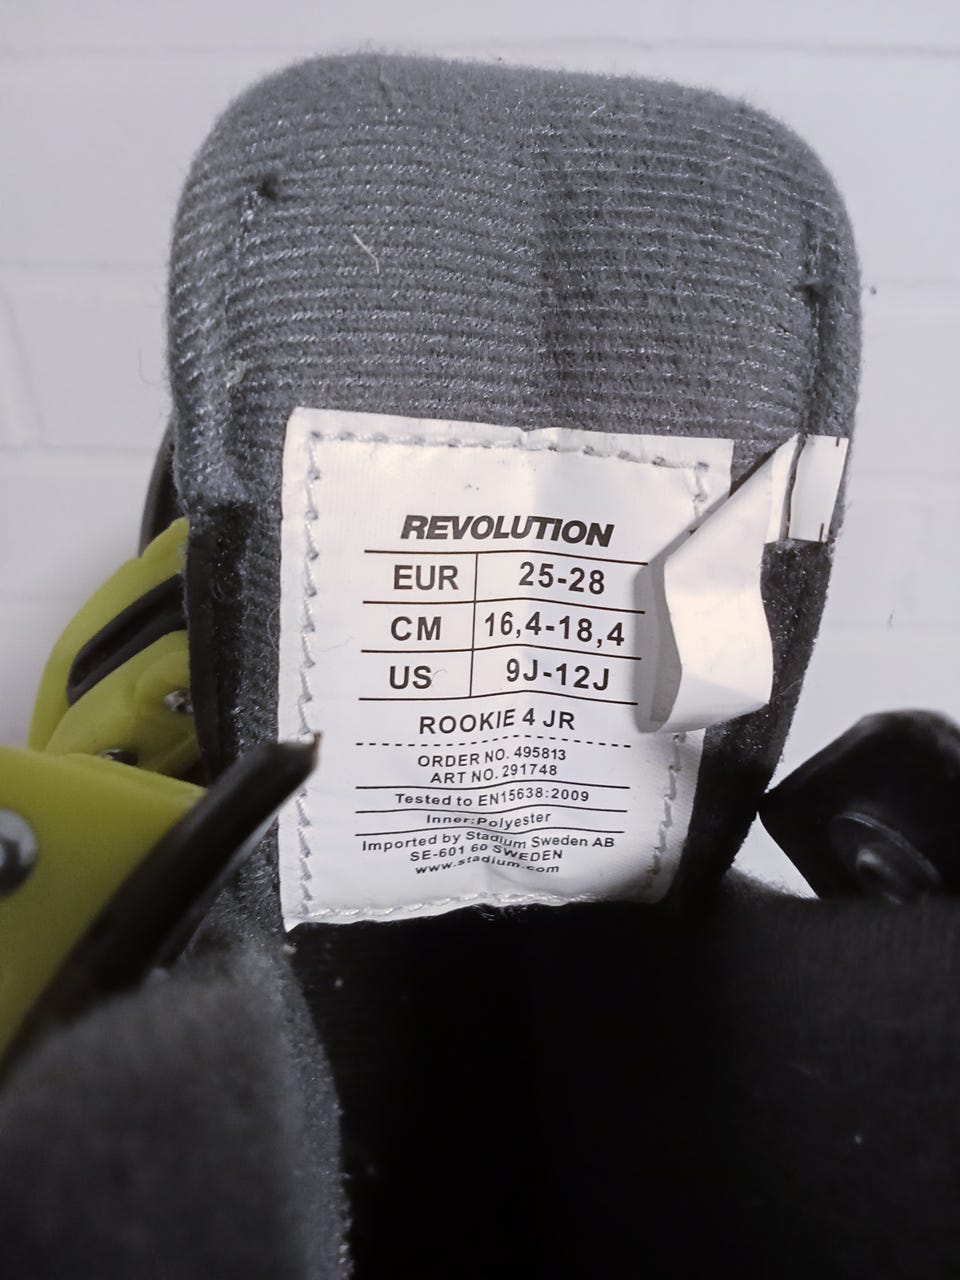 REVOLUTION
EUR 25-28
CM 16,4-18,4
US 9J-12J
ROOKIE 4 JR
ORDER NO. 495813
ART NO. 291748
Tested to EN15638:2009
Inner:Polyester
Imported by Stadium Sweden AB
SE-601 60 SWEDEN
www.stadium.com